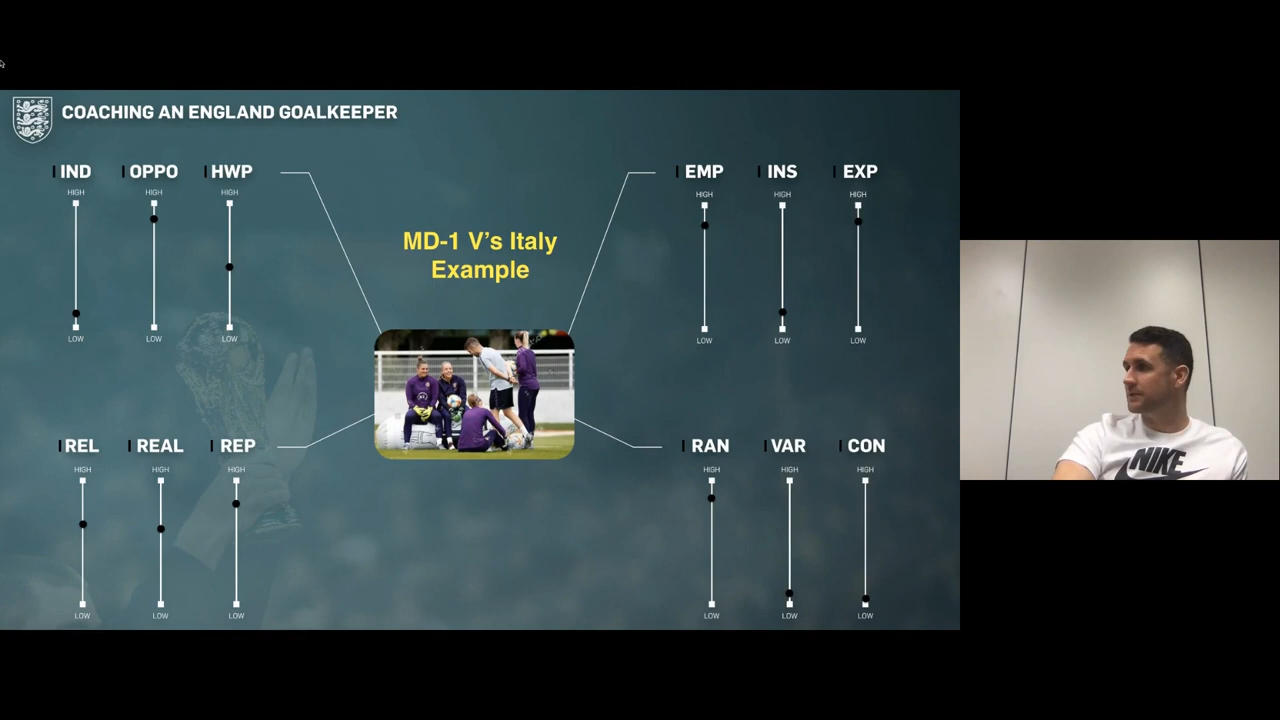 COACHING AN ENGLAND GOALKEEPER
IND OPPO HWP
HIGH HIGH HIGH
LOW LOW LOW
MD-1 V’s Italy
Example
EMP INS EXP
HIGH HIGH HIGH
LOW LOW LOW
REL REAL REP
HIGH HIGH HIGH
LOW LOW LOW
RAN VAR CON
HIGH HIGH HIGH
LOW LOW LOW
NIKE